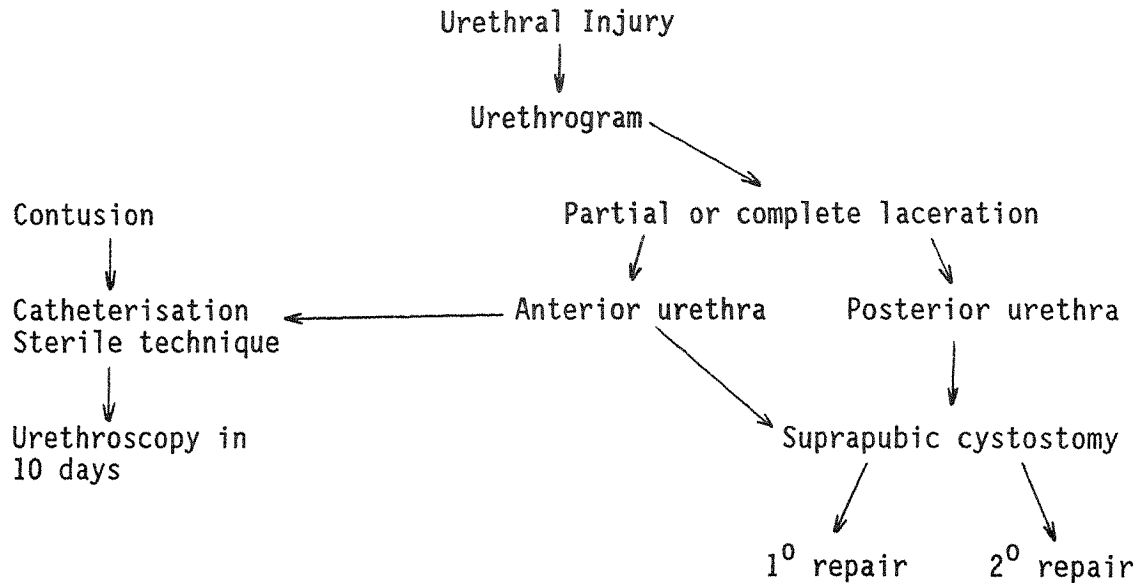 Urethral Injury
Urethrogram
Contusion
Partial or complete laceration
Catheterisation
Sterile technique
Anterior urethra
Posterior urethra
Urethroscopy in
10 days
Suprapubic cystostomy
1° repair
2° repair